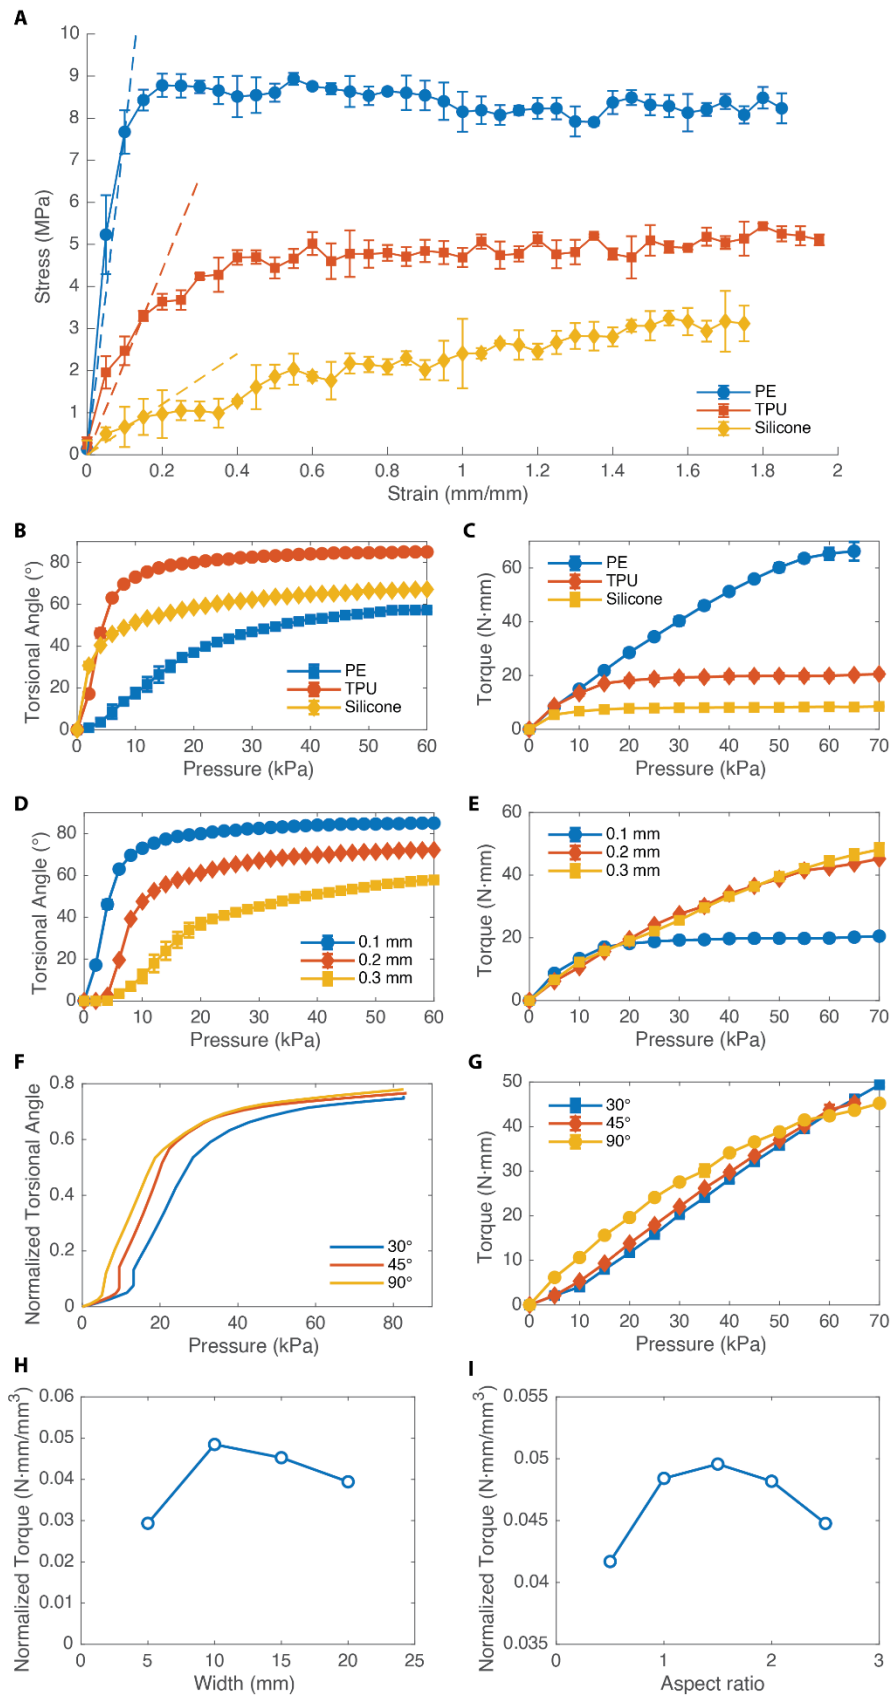 A
10
9
8
7
6
5
4
3
2
1
0
Stress (MPa)
PE
TPU
Silicone
0 0.2 0.4 0.6 0.8 1 1.2 1.4 1.6 1.8 2
Strain (mm/mm)
B
80
60
40
20
0
Torsional Angle (°)
PE
TPU
Silicone
0 10 20 30 40 50 60
Pressure (kPa)
C
60
40
20
0
Torque (N·mm)
PE
TPU
Silicone
0 10 20 30 40 50 60 70
Pressure (kPa)
D
80
60
40
20
0
Torsional Angle (°)
0.1 mm
0.2 mm
0.3 mm
0 10 20 30 40 50 60
Pressure (kPa)
E
60
40
20
0
Torque (N·mm)
0.1 mm
0.2 mm
0.3 mm
0 10 20 30 40 50 60 70
Pressure (kPa)
F
0.8
0.6
0.4
0.2
0
Normalized Torsional Angle
30°
45°
90°
0 20 40 60 80
Pressure (kPa)
G
50
40
30
20
10
0
Torque (N·mm)
30°
45°
90°
0 10 20 30 40 50 60 70
Pressure (kPa)
H
0.06
0.05
0.04
0.03
0.02
0.01
0
Normalized Torque (N·mm/mm³)
0 5 10 15 20 25
Width (mm)
I
0.055
0.05
0.045
0.04
0.035
Normalized Torque (N·mm/mm³)
0 1 2 3
Aspect ratio